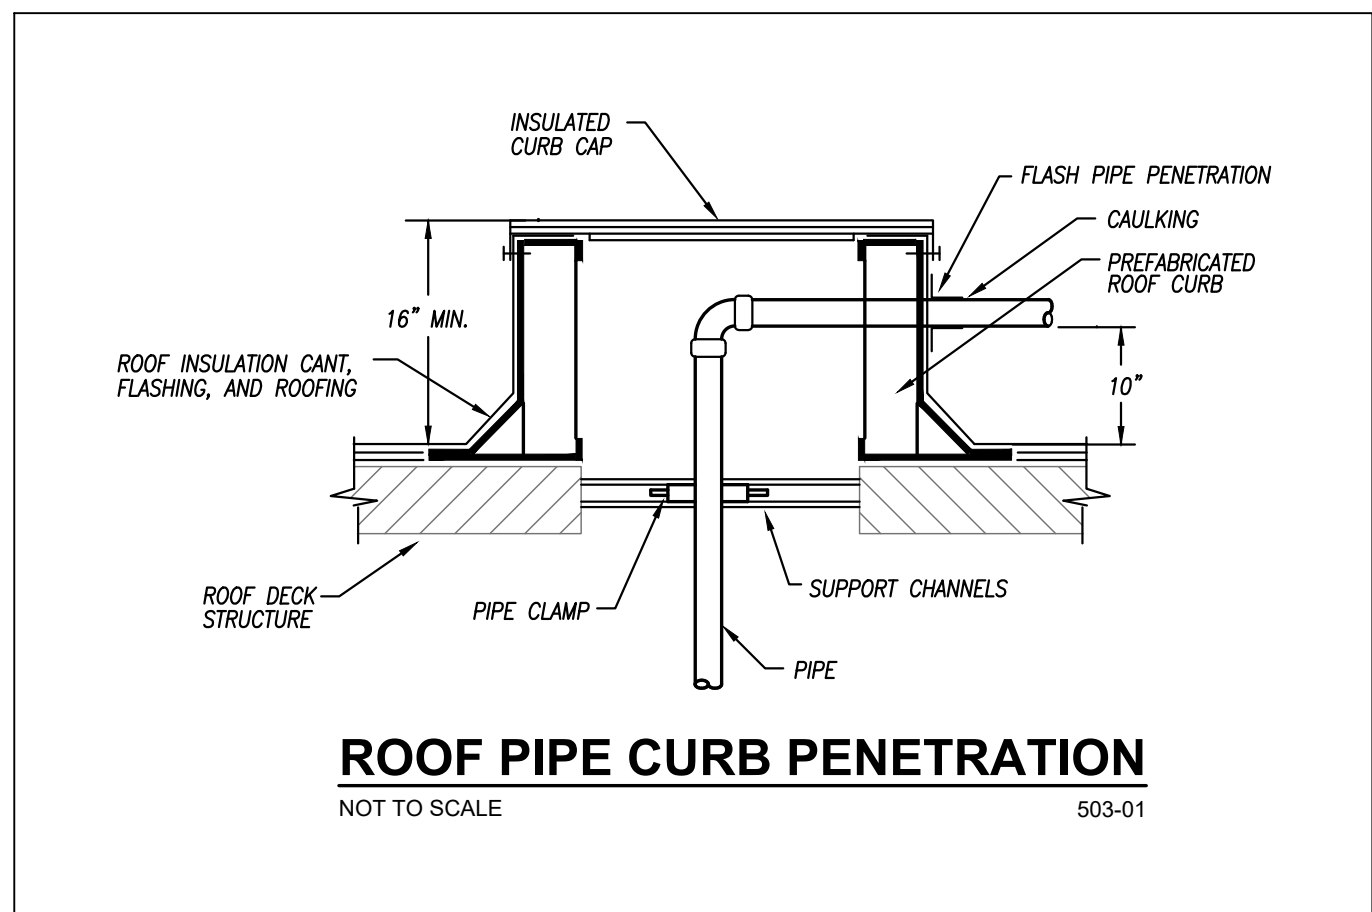 INSULATED
CURB CAP
FLASH PIPE PENETRATION
CAULKING
PREFABRICATED
ROOF CURB
16" MIN.
ROOF INSULATION CANT,
FLASHING, AND ROOFING
10"
ROOF DECK
STRUCTURE
PIPE CLAMP
SUPPORT CHANNELS
PIPE
ROOF PIPE CURB PENETRATION
NOT TO SCALE
503-01